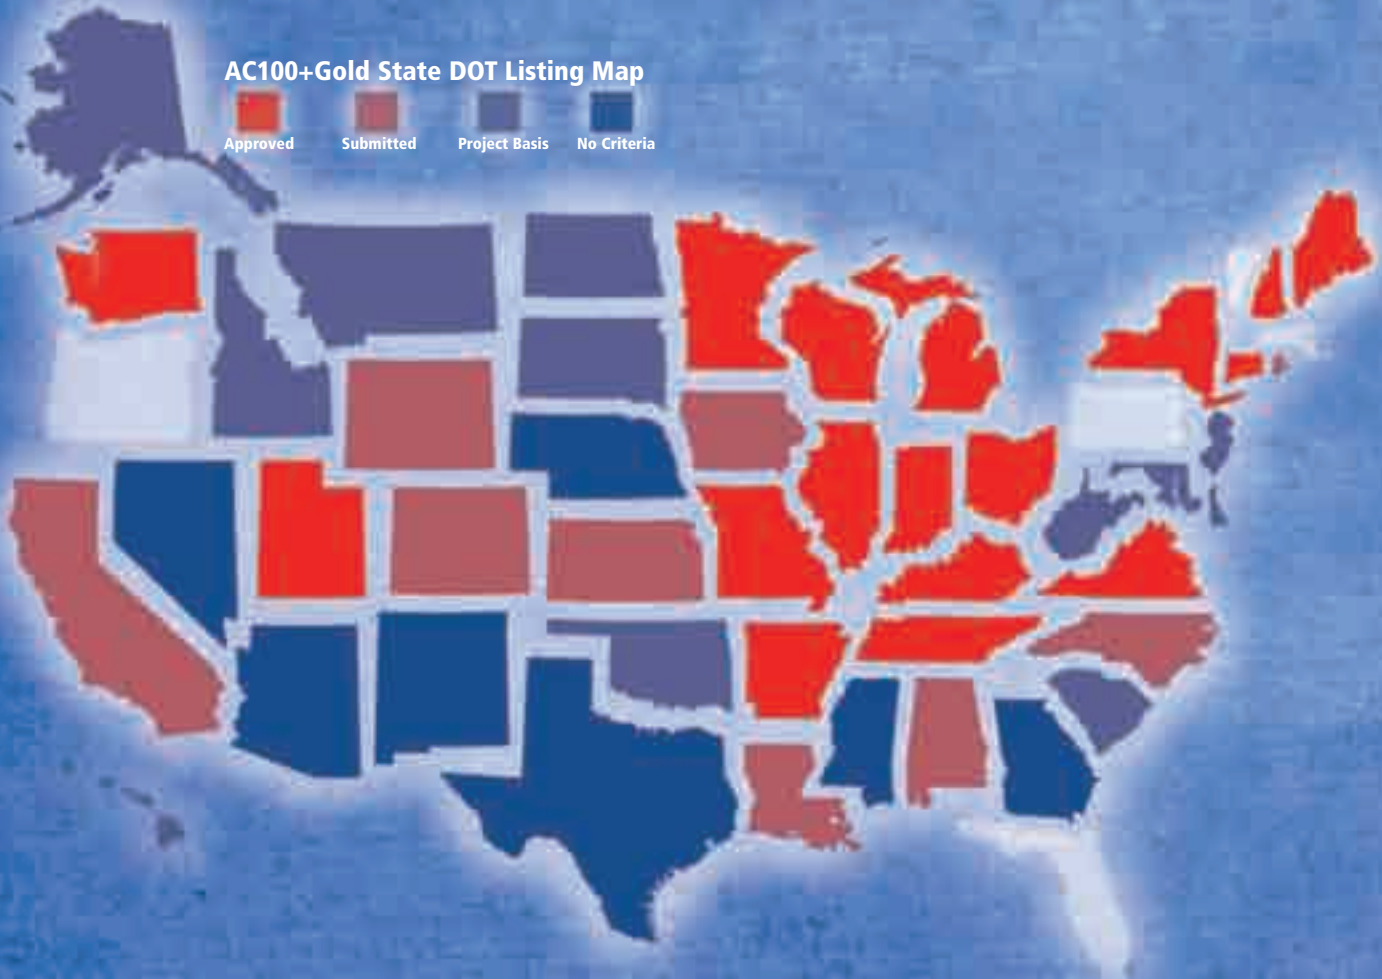 AC100+Gold State DOT Listing Map
Approved Submitted Project Basis No Criteria